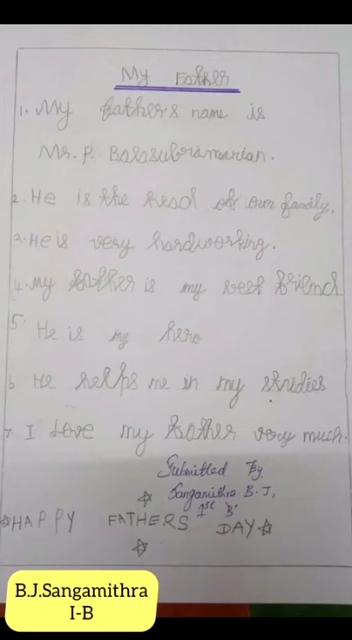 My Father
1. My father's name is
Mr. P. Balasubramanian.
2. He is the head of our family.
3. He is very hardworking.
4. My father is my best friend
5. He is my hero
6 He helps me in my studies
7. I Love my father very much.
Submitted By
Sangamithra. B. J,
1st 'B'
HAPPY FATHERS DAY
B.J.Sangamithra
I-B